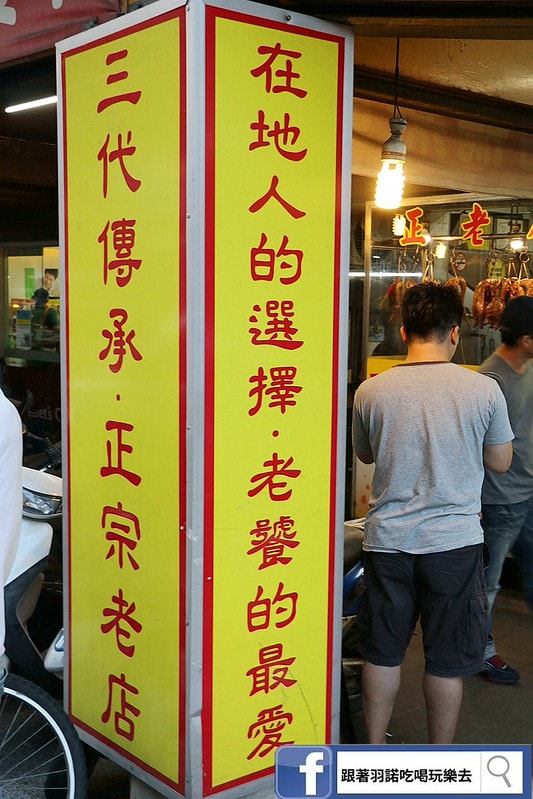 三代傳承·正宗老店
在地人的選擇·老饕的最愛
正老
f 跟著羽諾吃喝玩樂去